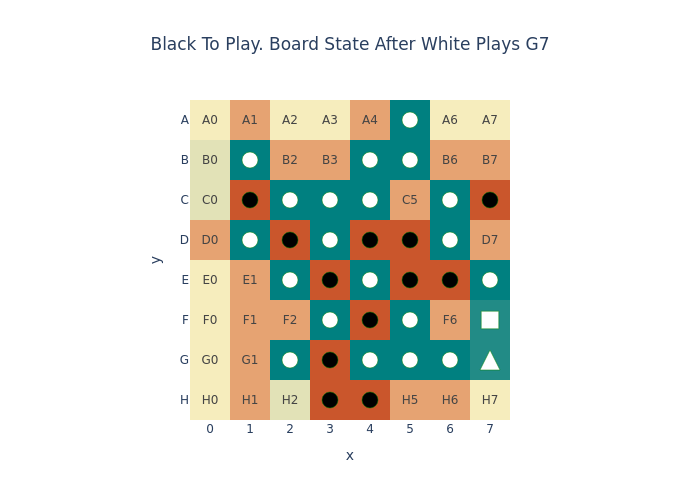 Black To Play. Board State After White Plays G7
A A0 A1 A2 A3 A4 A6 A7
B B0 B2 B3 B6 B7
C C0 C5
D D0 D7
y
E E0 E1
F F0 F1 F2 F6
G G0 G1
H H0 H1 H2 H5 H6 H7
0 1 2 3 4 5 6 7
x